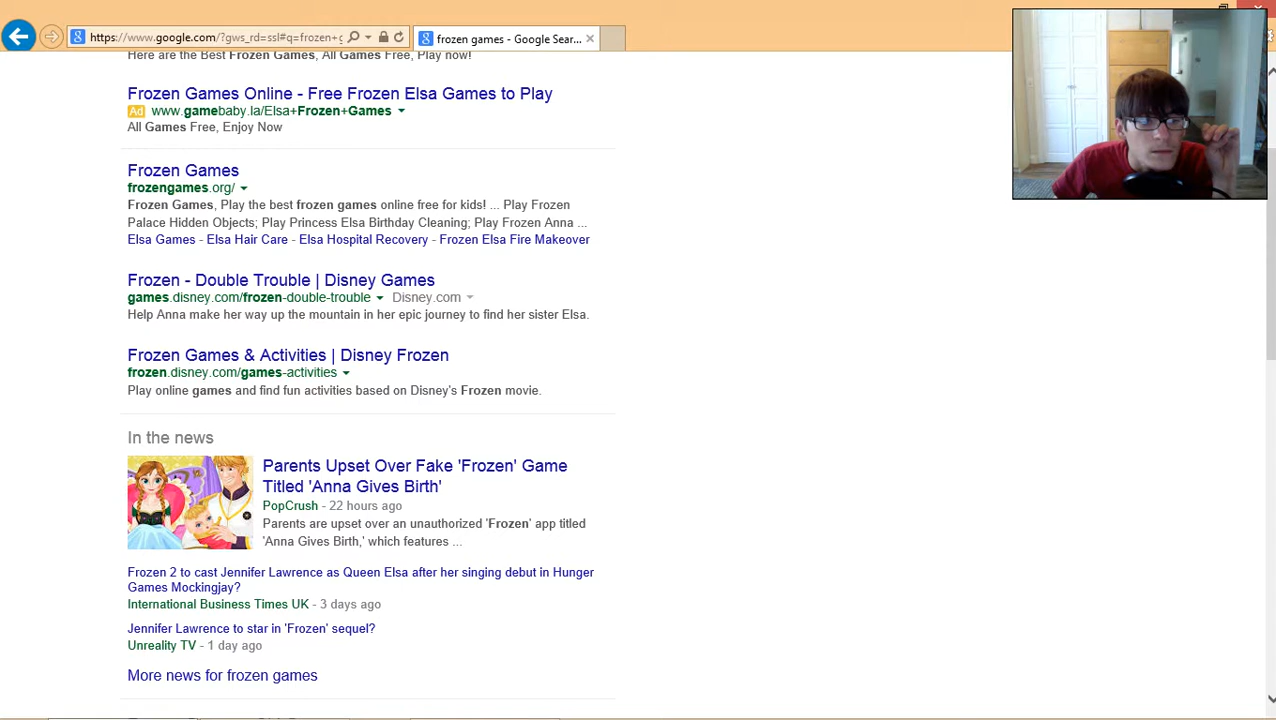 https://www.google.com/?gws_rd=ssl#q=frozen+g
frozen games - Google Sear...
Here are the Best Frozen Games, All Games Free, Play now!
Frozen Games Online - Free Frozen Elsa Games to Play
Ad www.gamebaby.la/Elsa+Frozen+Games
All Games Free, Enjoy Now
Frozen Games
frozengames.org/
Frozen Games, Play the best frozen games online free for kids! ... Play Frozen
Palace Hidden Objects; Play Princess Elsa Birthday Cleaning; Play Frozen Anna ...
Elsa Games - Elsa Hair Care - Elsa Hospital Recovery - Frozen Elsa Fire Makeover
Frozen - Double Trouble | Disney Games
games.disney.com/frozen-double-trouble Disney.com
Help Anna make her way up the mountain in her epic journey to find her sister Elsa.
Frozen Games & Activities | Disney Frozen
frozen.disney.com/games-activities
Play online games and find fun activities based on Disney's Frozen movie.
In the news
Parents Upset Over Fake 'Frozen' Game
Titled 'Anna Gives Birth'
PopCrush - 22 hours ago
Parents are upset over an unauthorized 'Frozen' app titled
'Anna Gives Birth,' which features ...
Frozen 2 to cast Jennifer Lawrence as Queen Elsa after her singing debut in Hunger
Games Mockingjay?
International Business Times UK - 3 days ago
Jennifer Lawrence to star in 'Frozen' sequel?
Unreality TV - 1 day ago
More news for frozen games